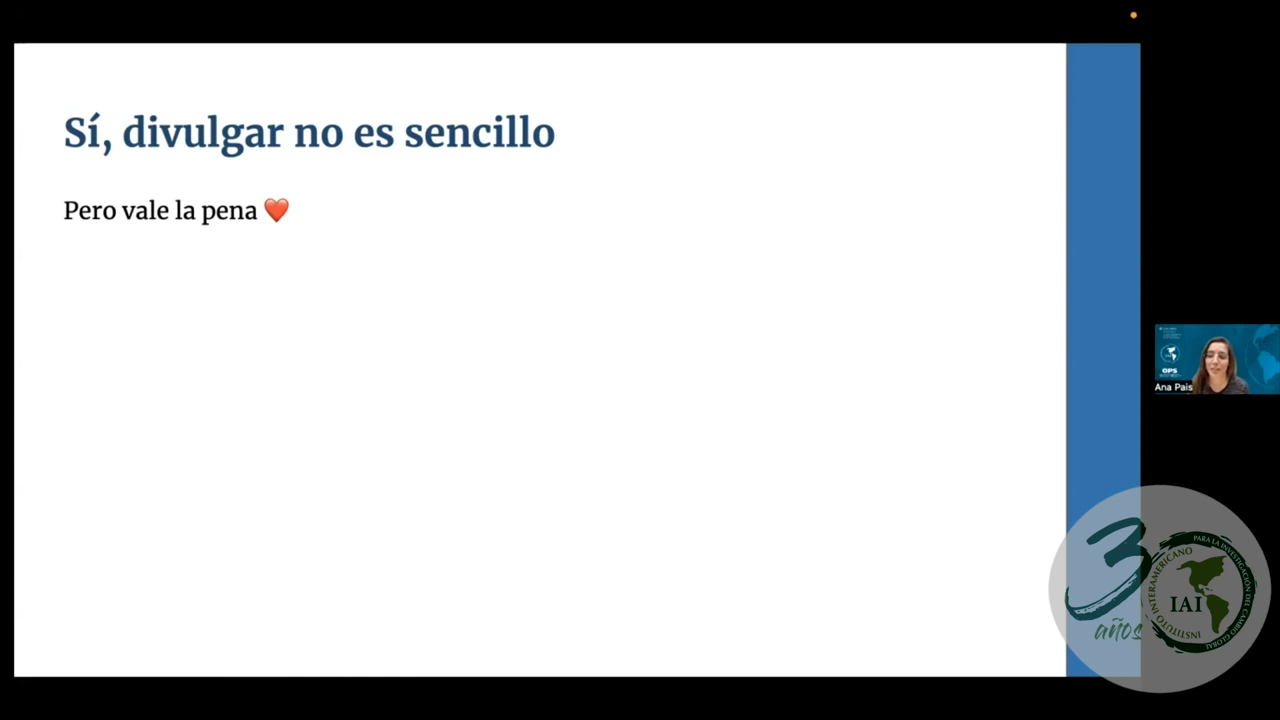 Sí, divulgar no es sencillo
Pero vale la pena ❤️
OPS
Ana Pais
30 años
INSTITUTO INTERAMERICANO PARA LA INVESTIGACIÓN DEL CAMBIO GLOBAL
IAI